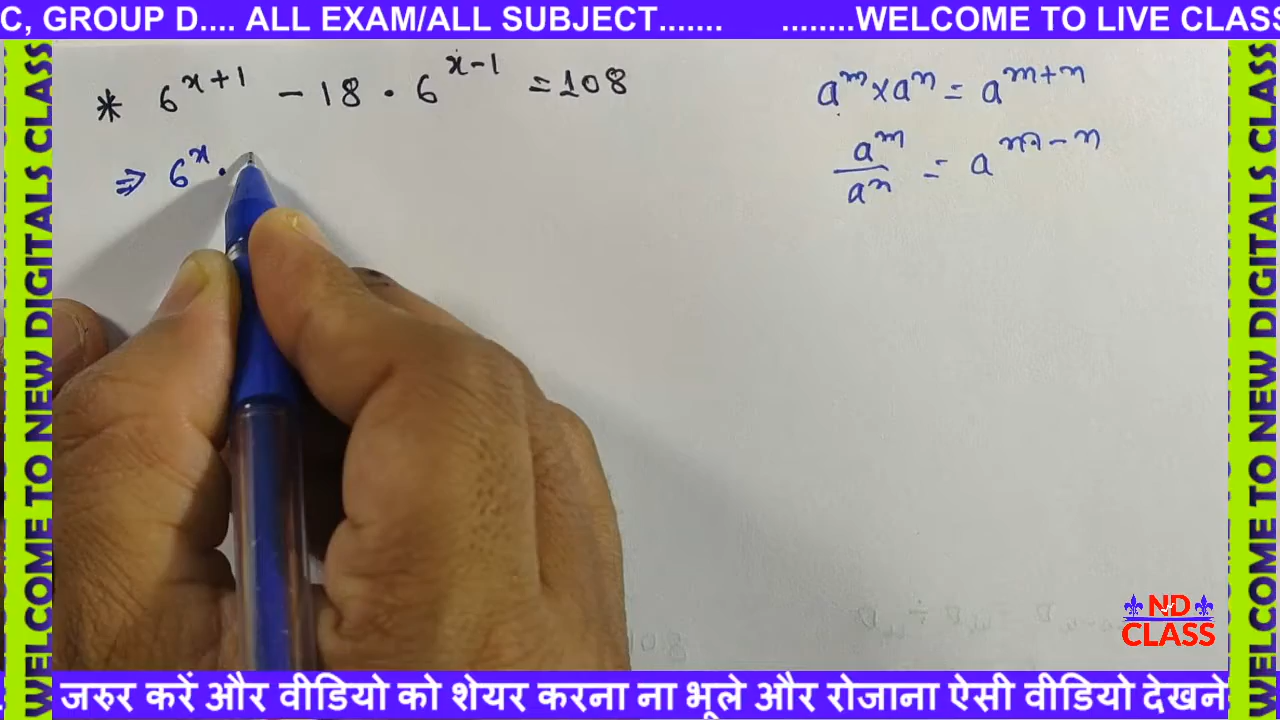 C, GROUP D.... ALL EXAM/ALL SUBJECT....... ........WELCOME TO LIVE CLASS
* 6^{x+1} - 18 · 6^{x-1} = 108
⇒ 6^x ·
a^m × a^n = a^{m+n}
a^m / a^n = a^{m-n}
WELCOME TO NEW DIGITALS CLASS
WELCOME TO NEW DIGITALS CLASS
ND
CLASS
जरुर करें और वीडियो को शेयर करना ना भूले और रोजाना ऐसी वीडियो देखने